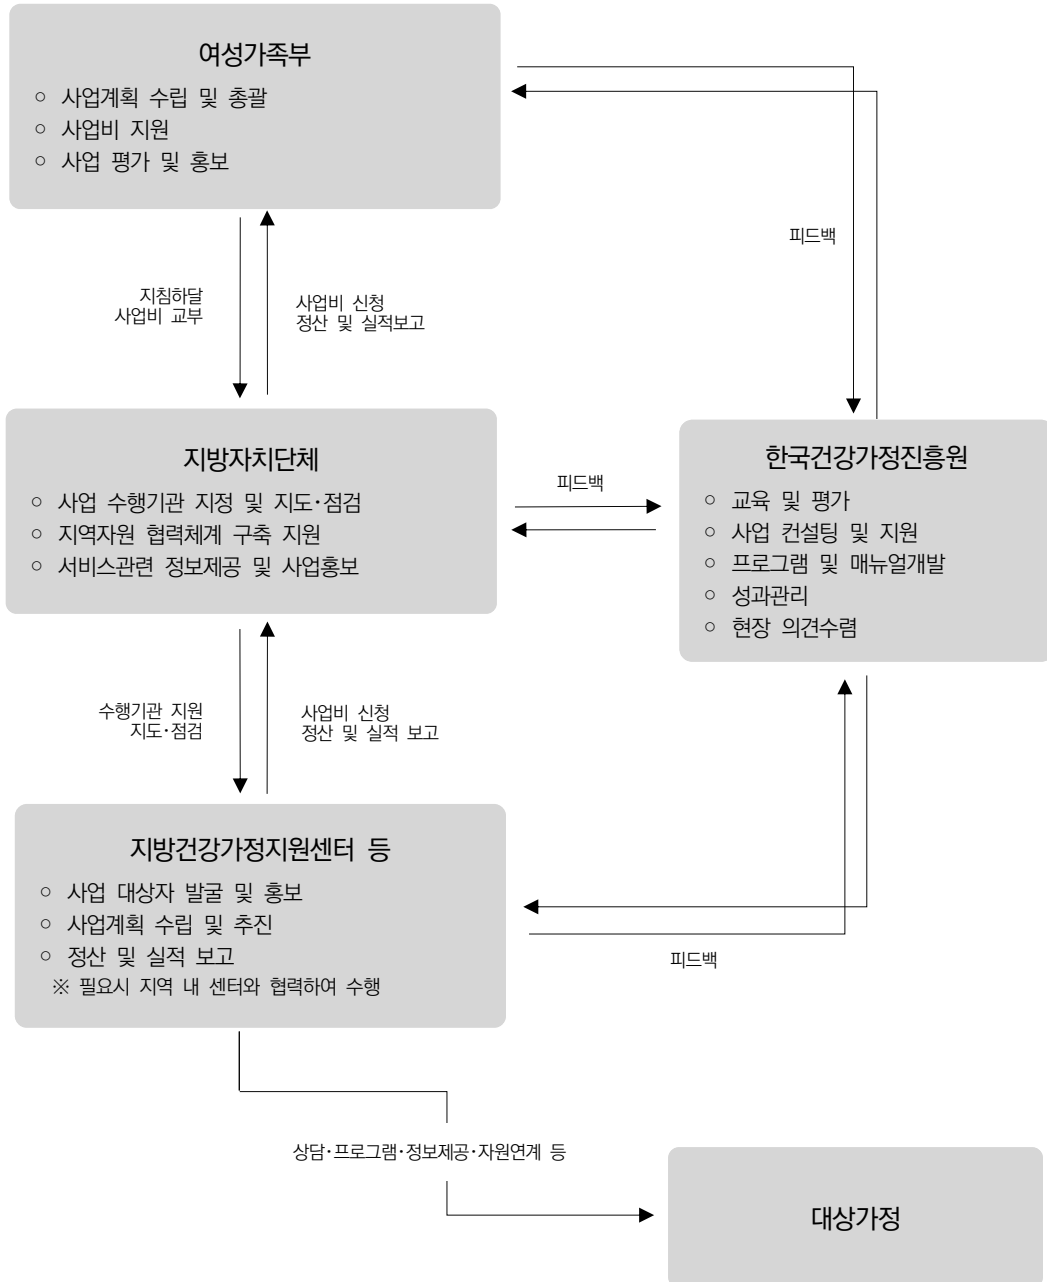 여성가족부
○ 사업계획 수립 및 총괄
○ 사업비 지원
○ 사업 평가 및 홍보
피드백
지침하달
사업비 교부
사업비 신청
정산 및 실적보고
지방자치단체
○ 사업 수행기관 지정 및 지도·점검
○ 지역자원 협력체계 구축 지원
○ 서비스관련 정보제공 및 사업홍보
피드백
한국건강가정진흥원
○ 교육 및 평가
○ 사업 컨설팅 및 지원
○ 프로그램 및 매뉴얼개발
○ 성과관리
○ 현장 의견수렴
수행기관 지원
지도·점검
사업비 신청
정산 및 실적 보고
지방건강가정지원센터 등
○ 사업 대상자 발굴 및 홍보
○ 사업계획 수립 및 추진
○ 정산 및 실적 보고
※ 필요시 지역 내 센터와 협력하여 수행
피드백
상담·프로그램·정보제공·자원연계 등
대상가정